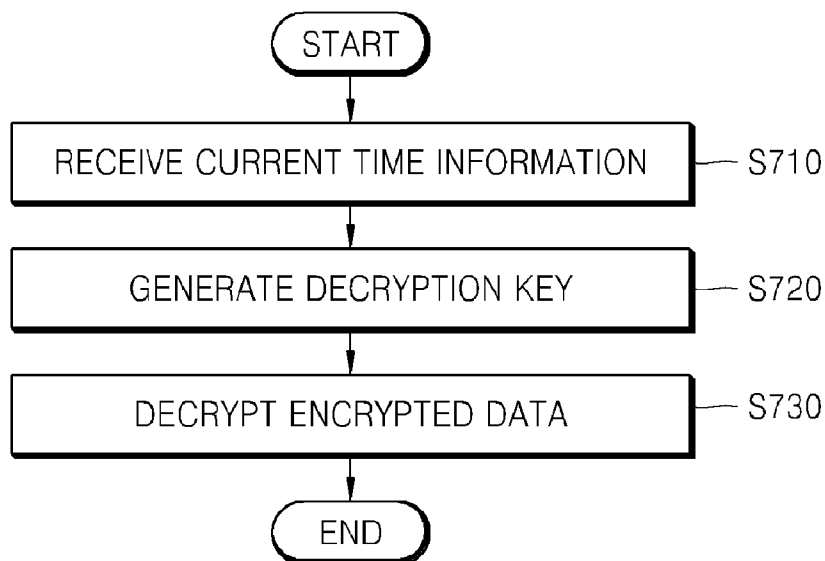 START
RECEIVE CURRENT TIME INFORMATION
S710
GENERATE DECRYPTION KEY
S720
DECRYPT ENCRYPTED DATA
S730
END